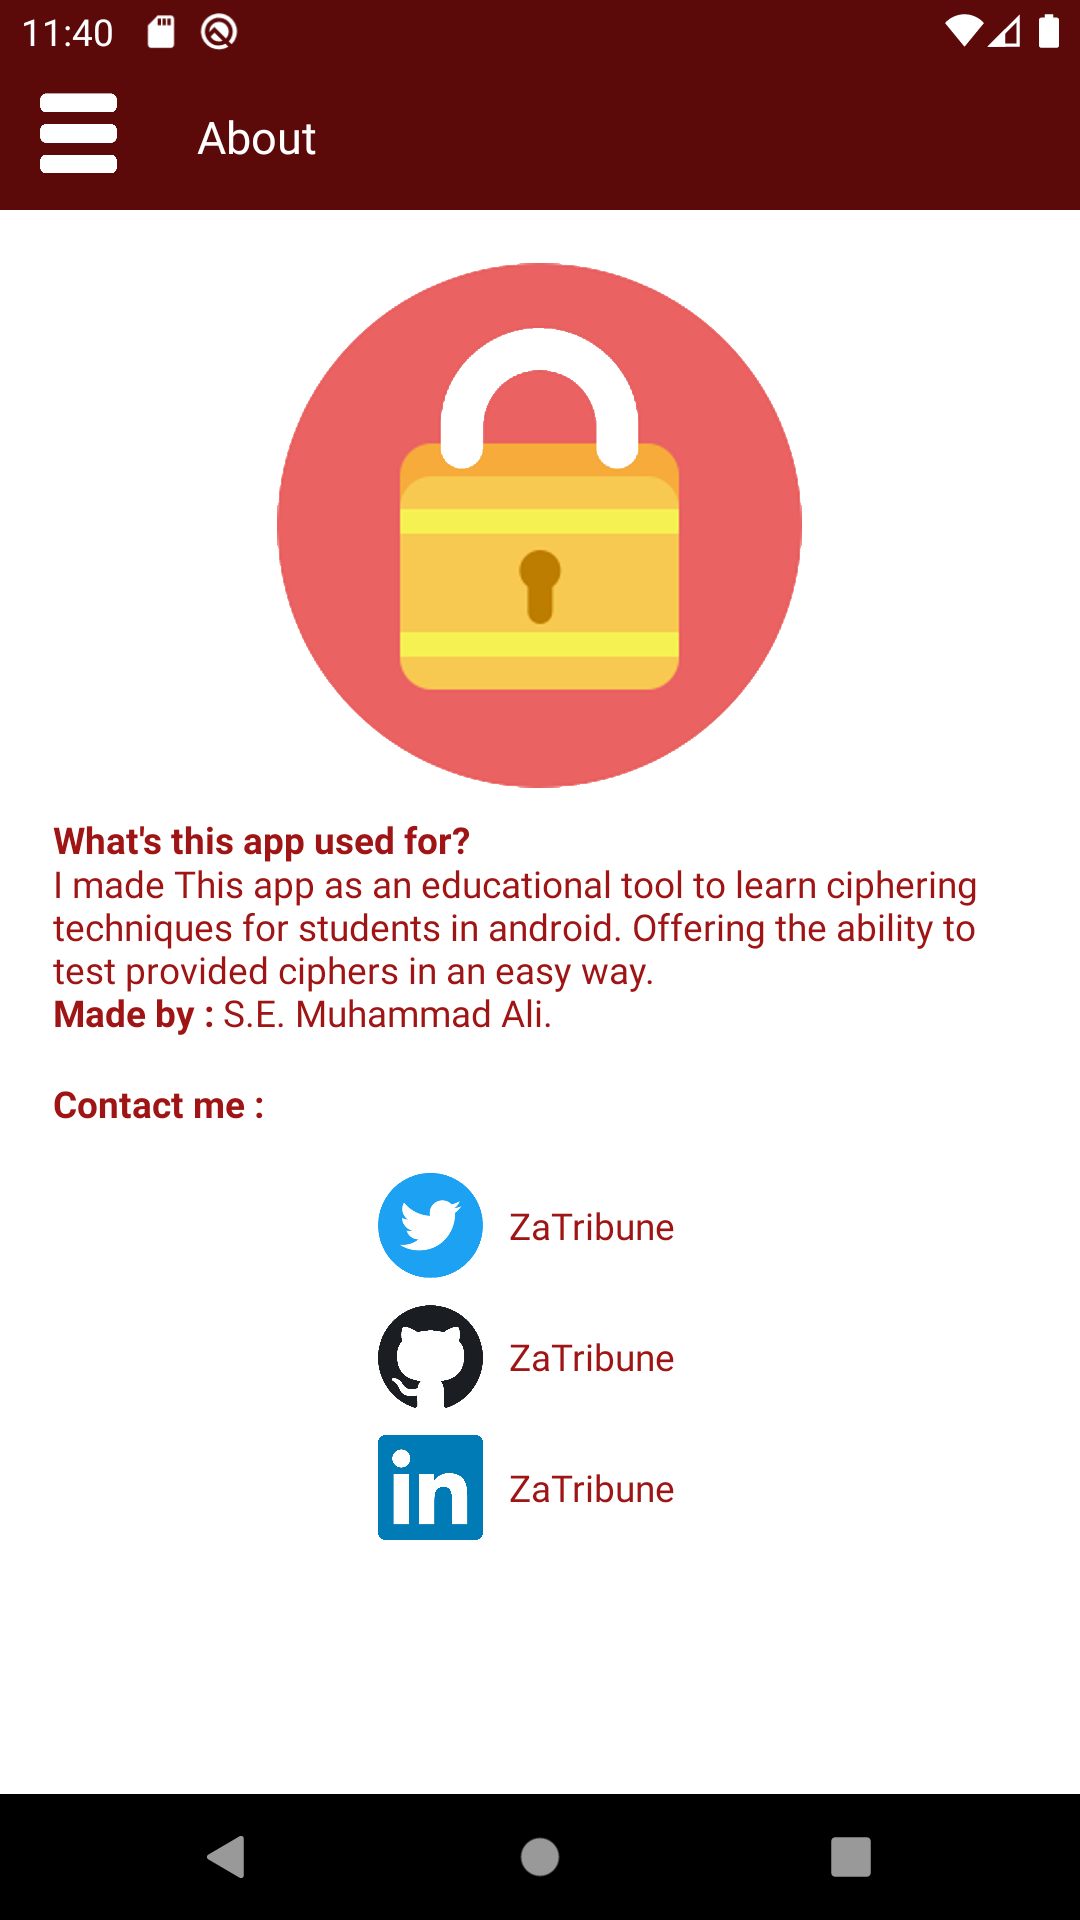 11:40
About
What's this app used for?
I made This app as an educational tool to learn ciphering
techniques for students in android. Offering the ability to
test provided ciphers in an easy way.
Made by : S.E. Muhammad Ali.
Contact me :
ZaTribune
ZaTribune
in ZaTribune